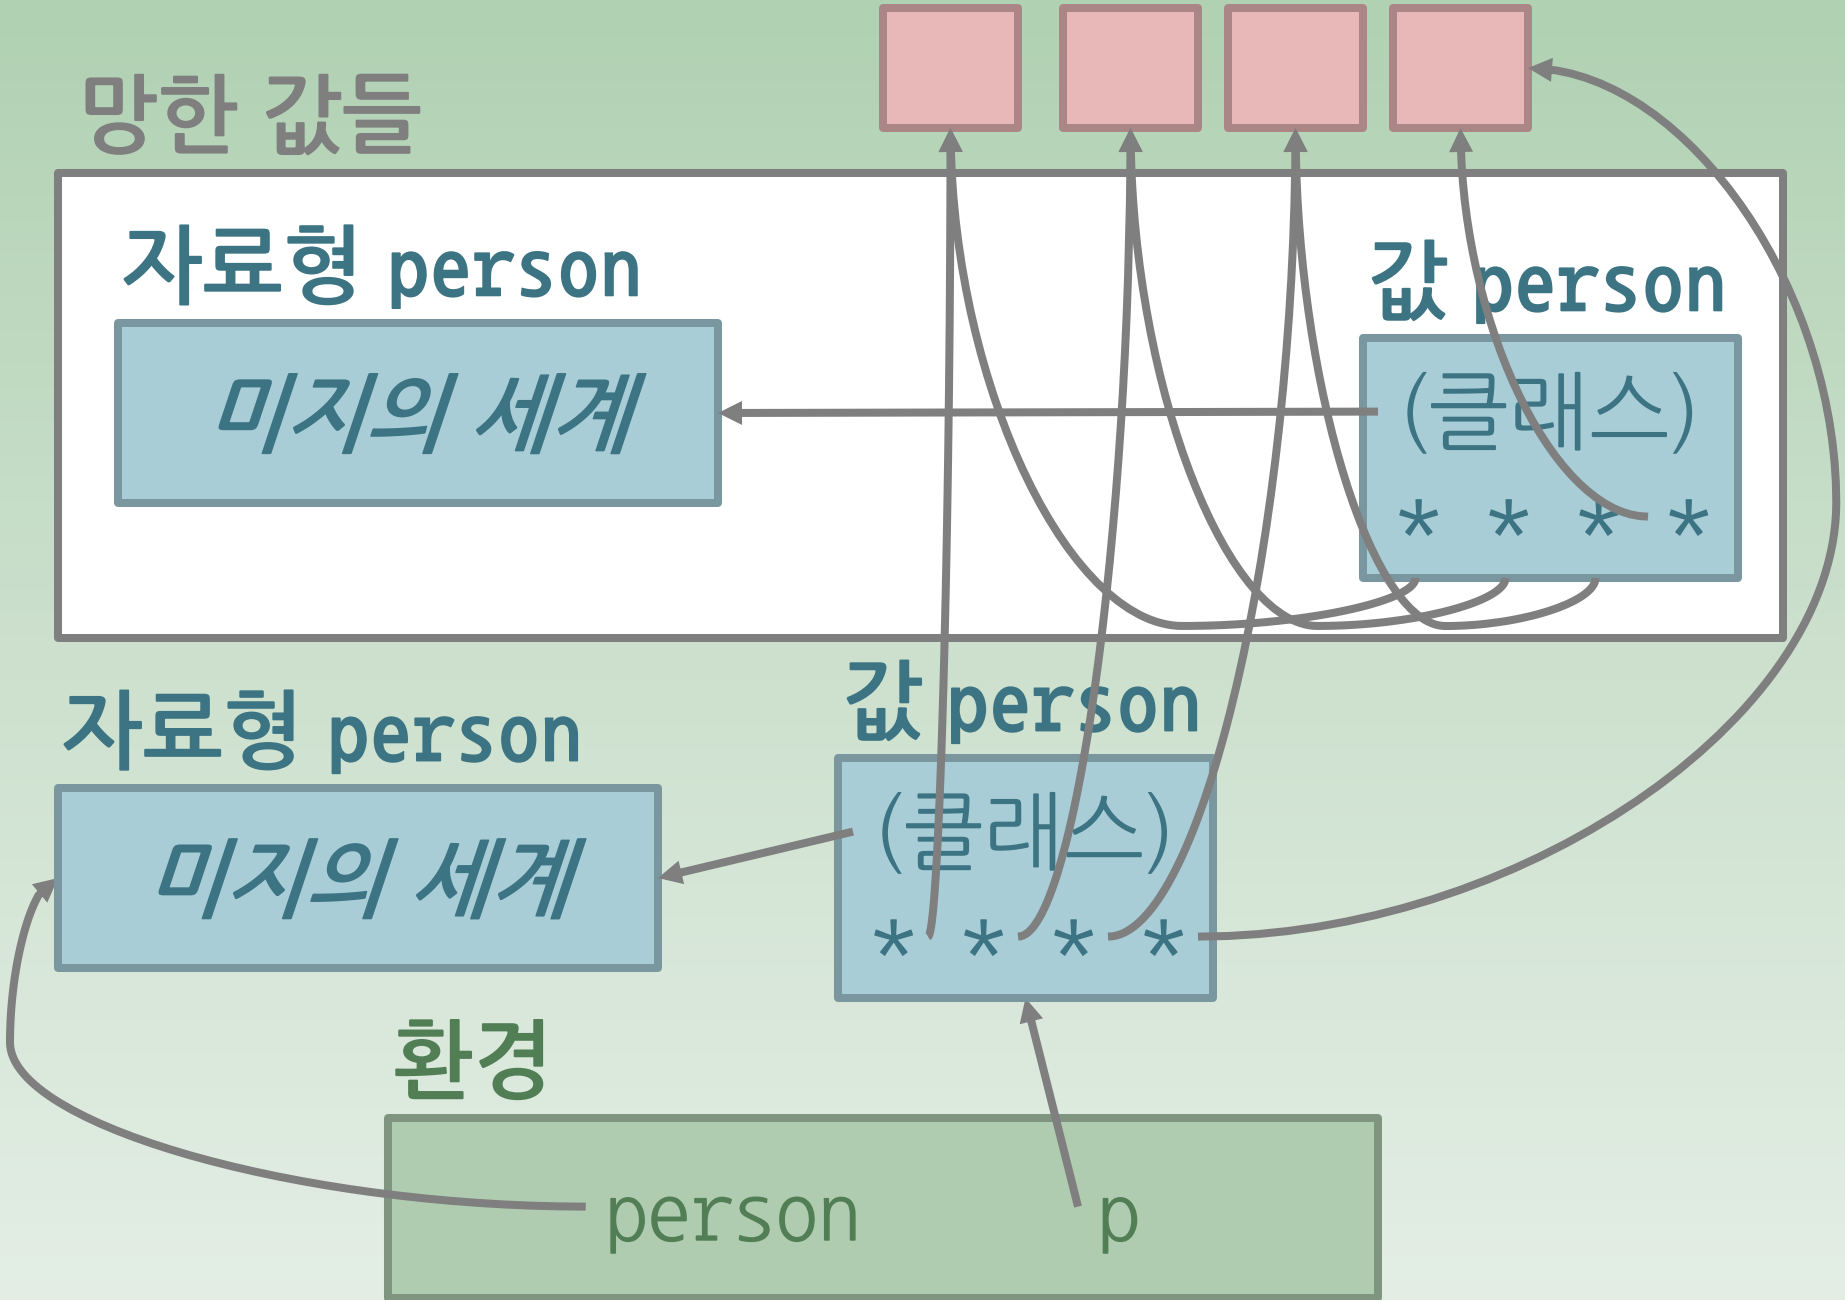 망한 값들
자료형 person
미지의 세계
값 person
(클래스)
* * * *
자료형 person
미지의 세계
값 person
(클래스)
* * * *
환경
person p